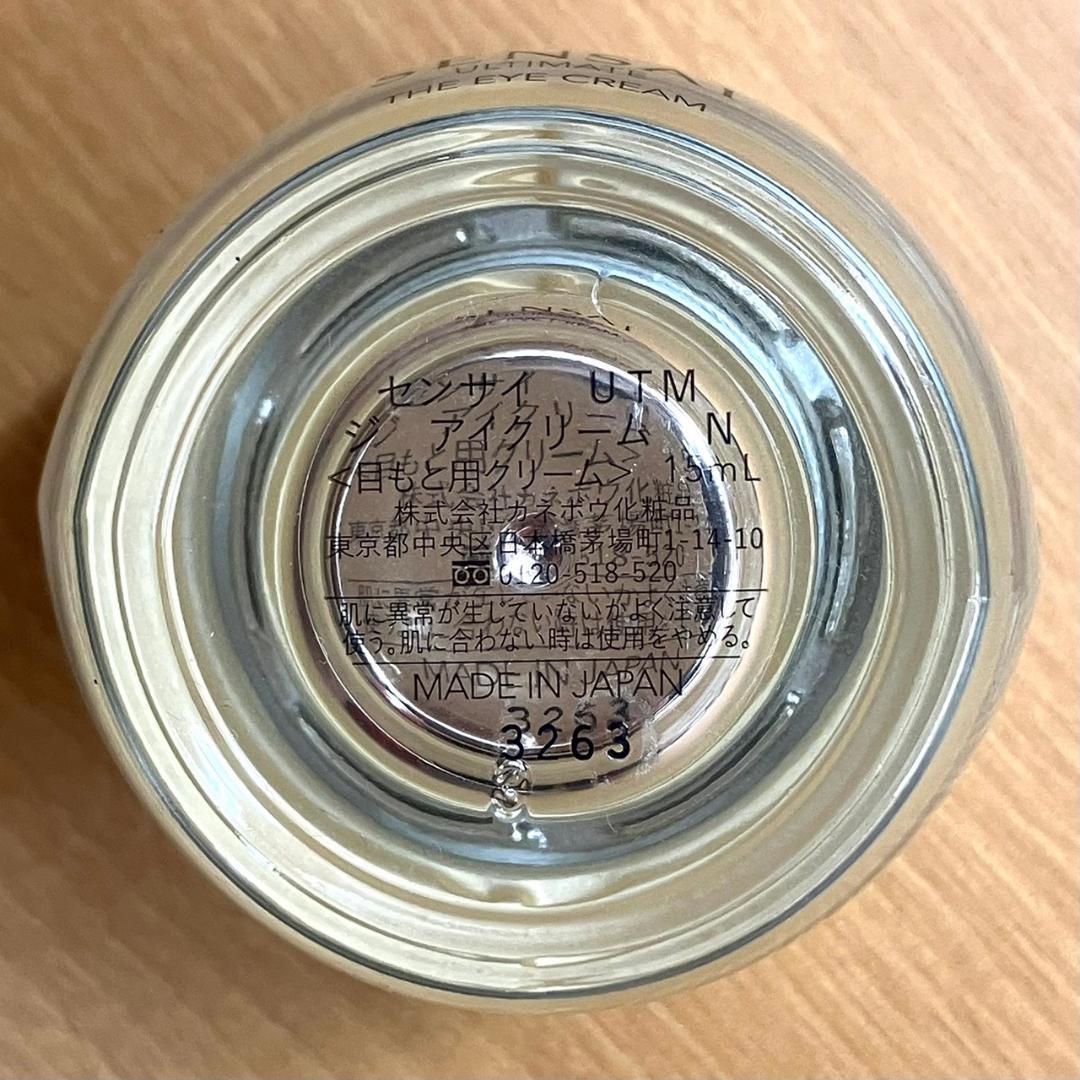 SENSAI
ULTIMATE
THE EYE CREAM
センサイ UTM
ジ アイクリーム N
<目もと用クリーム> 15mL
株式会社カネボウ化粧品
東京都中央区日本橋茅場町1-14-10
0120-518-520
肌に異常が生じていないかよく注意して
使う。肌に合わない時は使用をやめる。
MADE IN JAPAN
3263